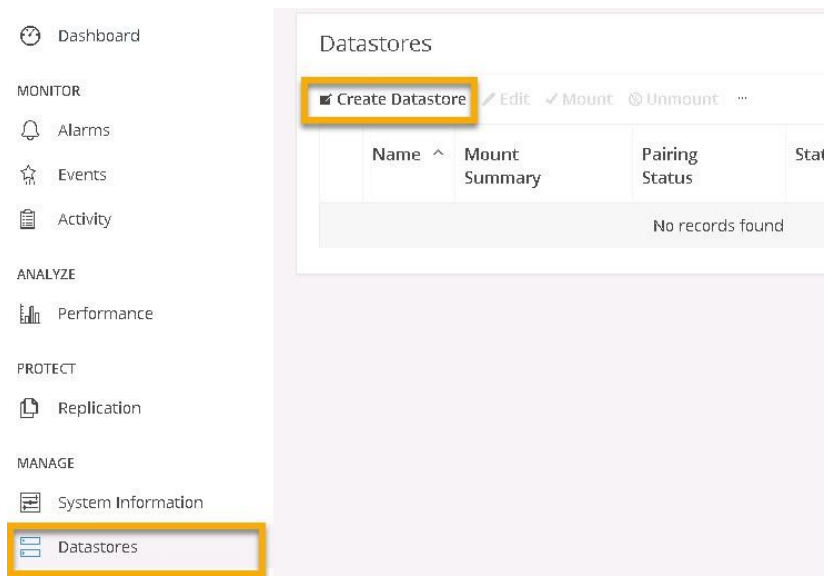 Dashboard
MONITOR
Alarms
Events
Activity
ANALYZE
Performance
PROTECT
Replication
MANAGE
System Information
Datastores
Datastores
Create Datastore Edit Mount Unmount ...
Name Mount Summary Pairing Status Stat
No records found